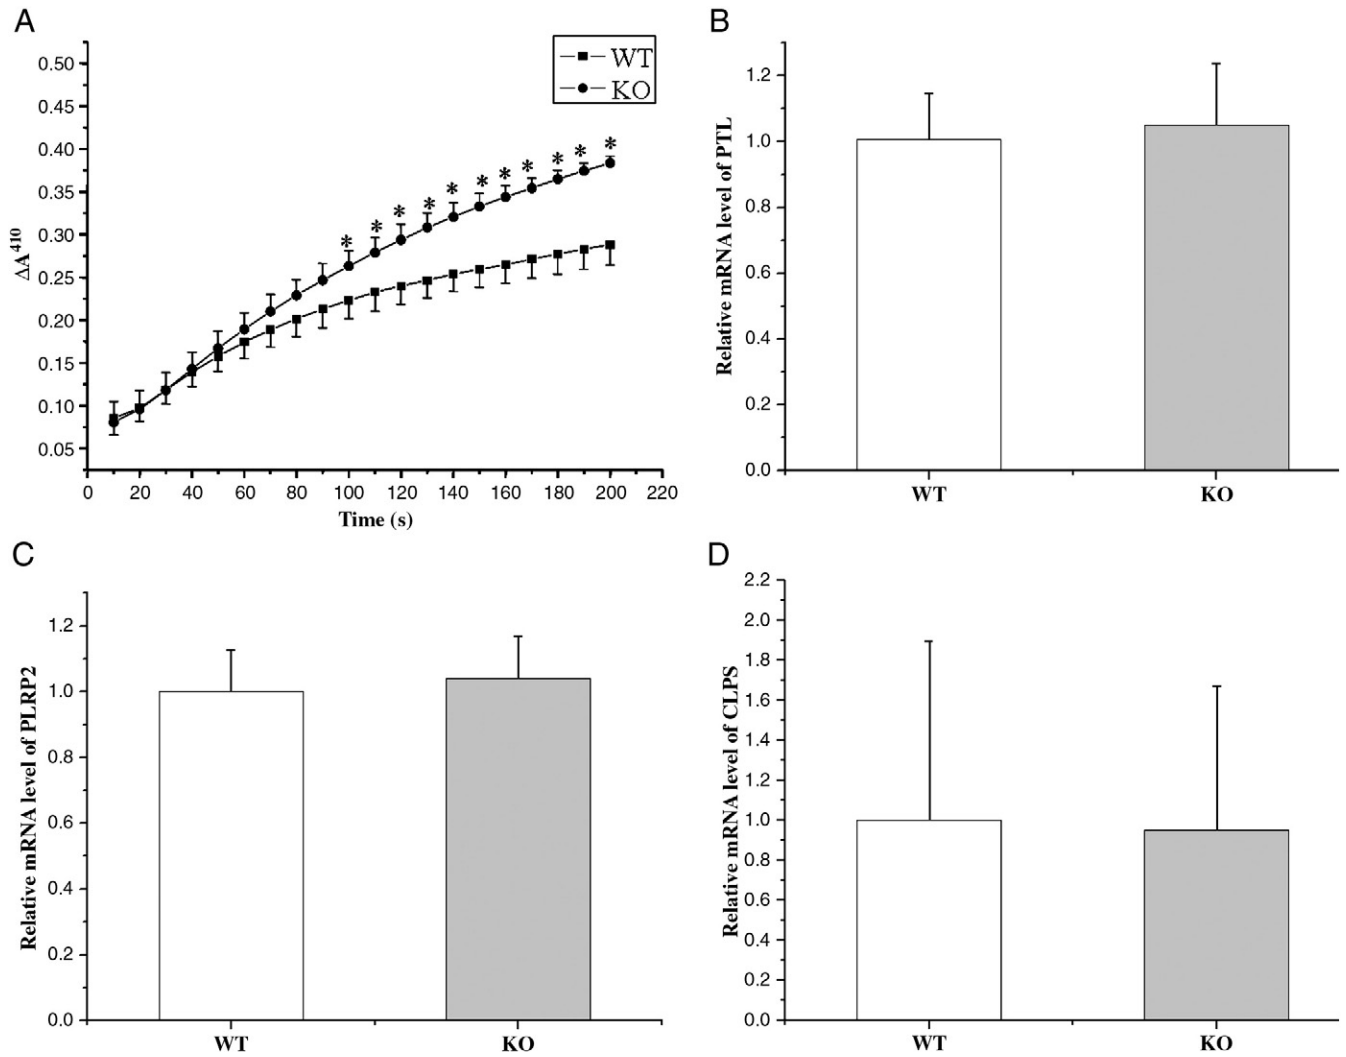 A
WT
KO
0.50
0.45
0.40
0.35
0.30
0.25
0.20
0.15
0.10
0.05
ΔA410
* * * * * * * * * * *
0 20 40 60 80 100 120 140 160 180 200 220
Time (s)
B
1.2
1.0
0.8
0.6
0.4
0.2
0.0
Relative mRNA level of PTL
WT KO
C
1.2
1.0
0.8
0.6
0.4
0.2
0.0
Relative mRNA level of PLRP2
WT KO
D
2.2
2.0
1.8
1.6
1.4
1.2
1.0
0.8
0.6
0.4
0.2
0.0
Relative mRNA level of CLPS
WT KO